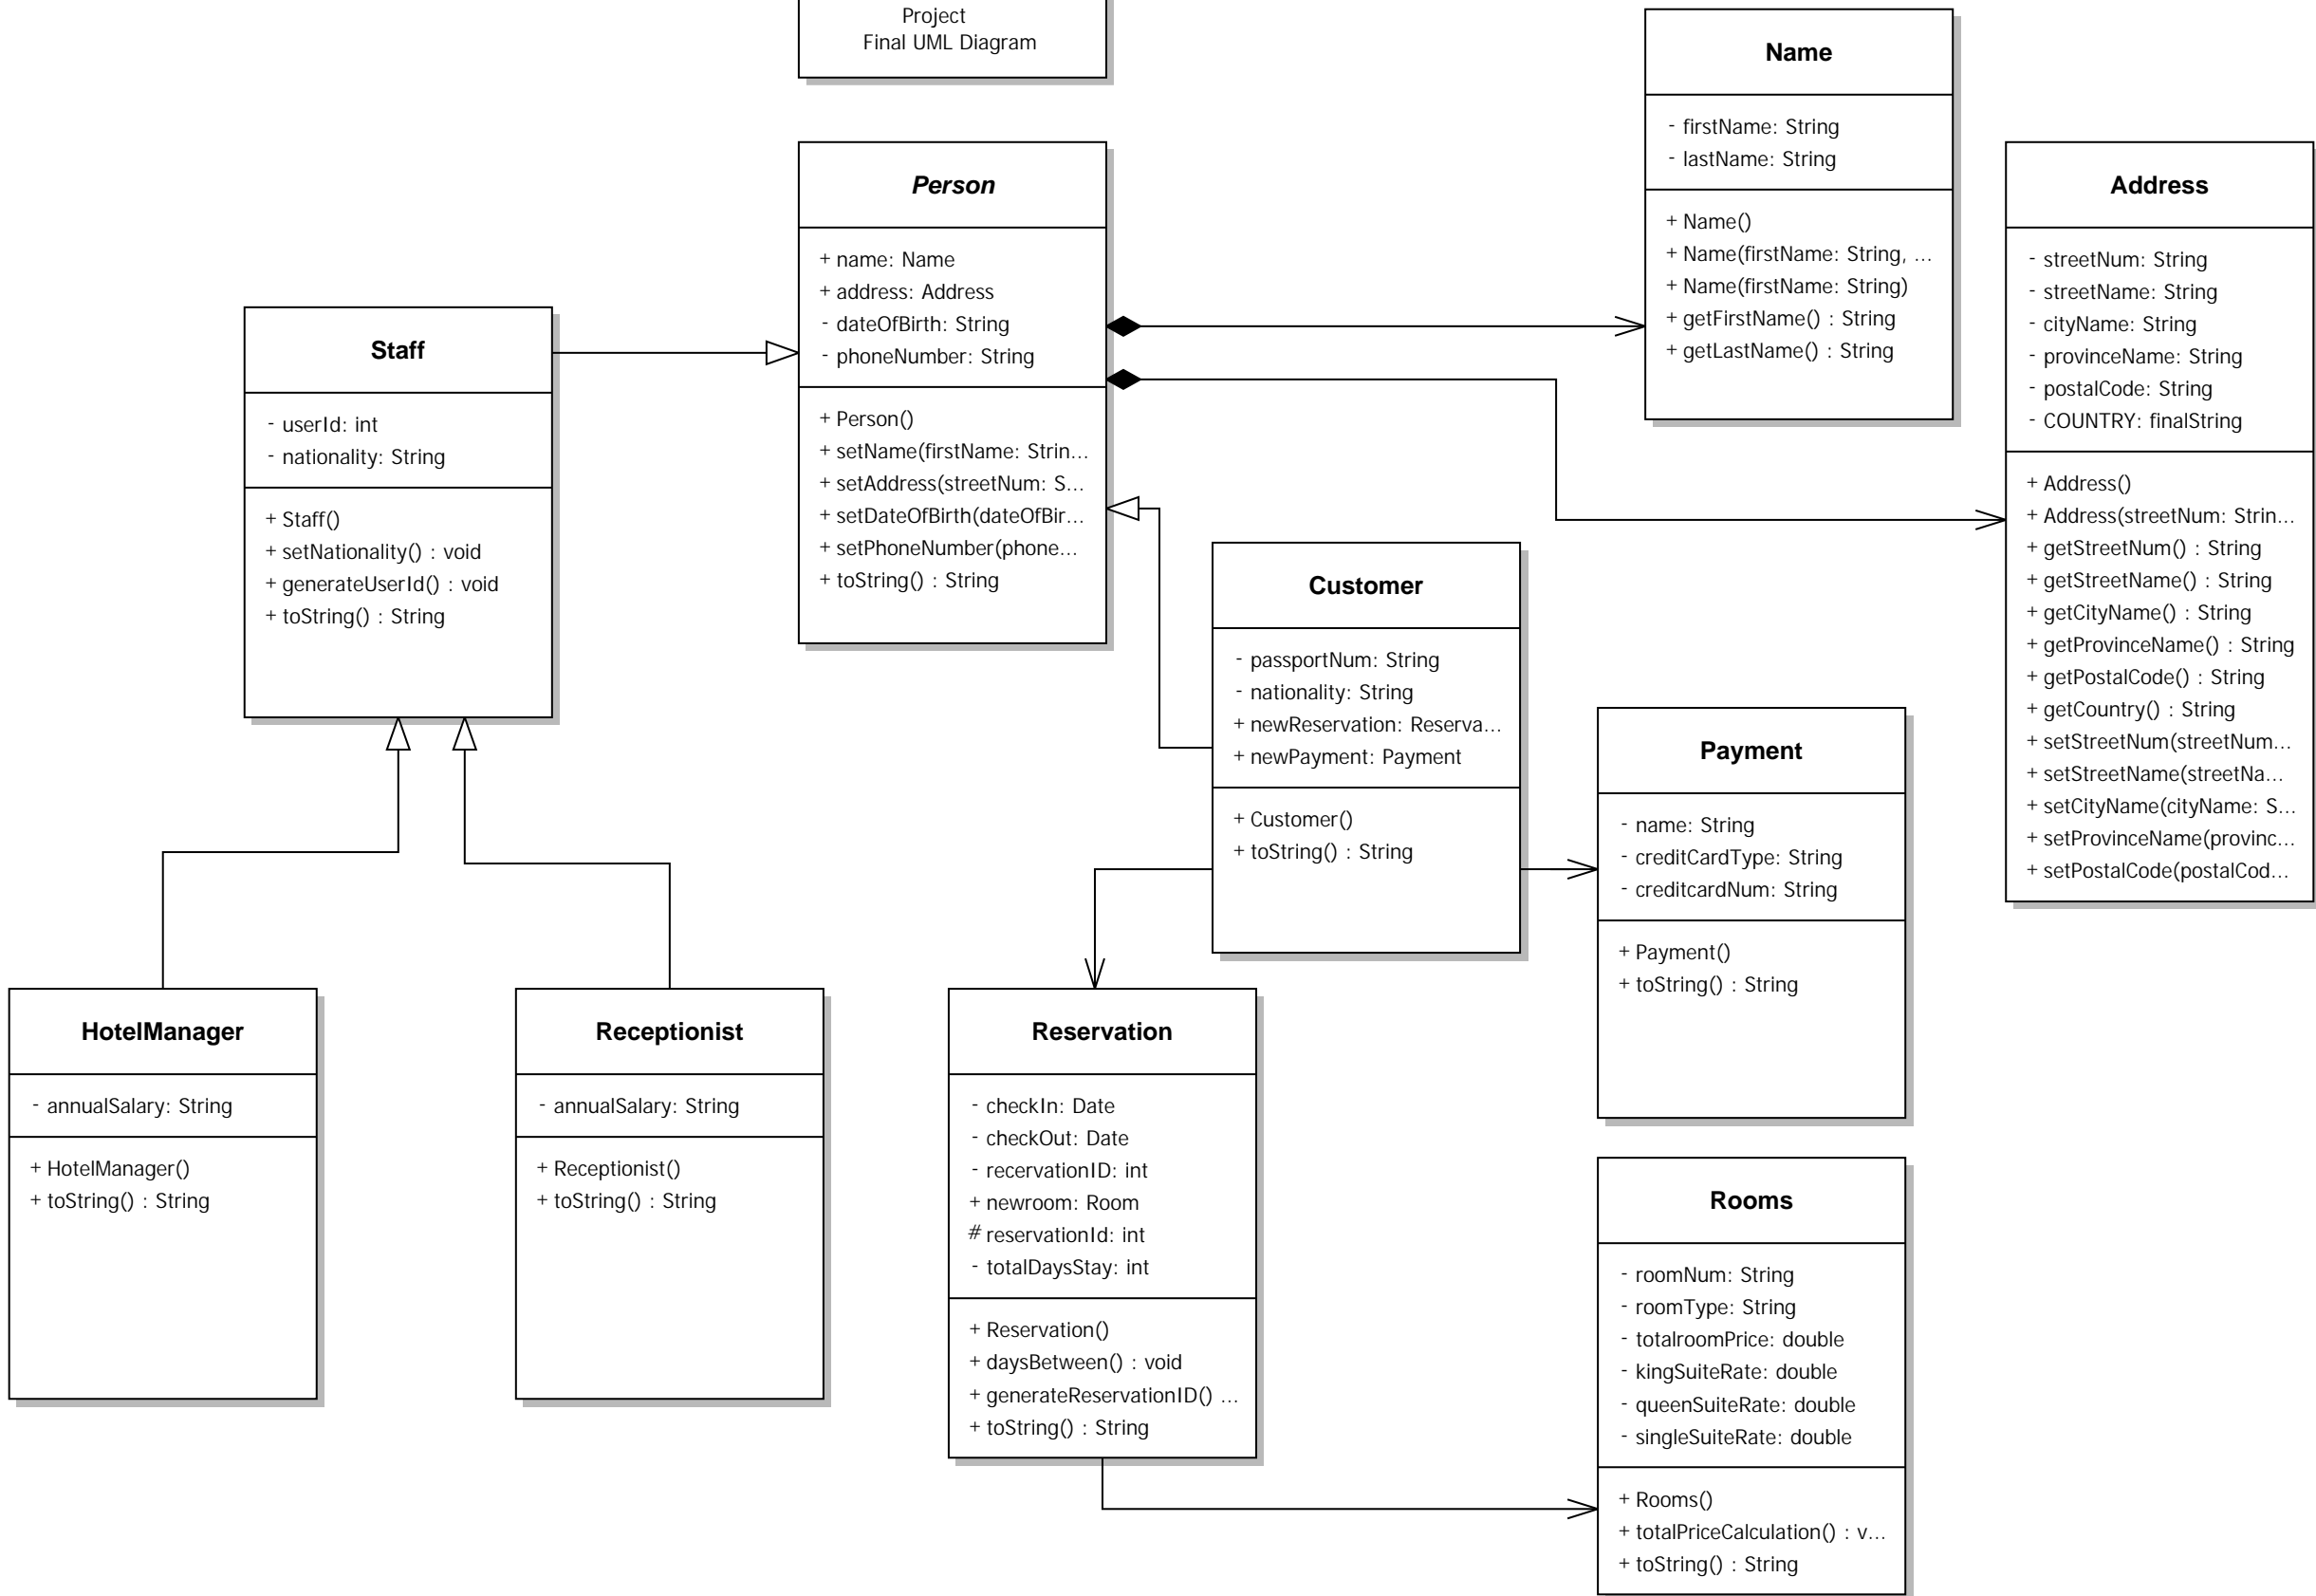 Project
Final UML Diagram
Name
- firstName: String
- lastName: String
+ Name()
+ Name(firstName: String, ...
+ Name(firstName: String)
+ getFirstName() : String
+ getLastName() : String
Person
+ name: Name
+ address: Address
- dateOfBirth: String
- phoneNumber: String
+ Person()
+ setName(firstName: Strin...
+ setAddress(streetNum: S...
+ setDateOfBirth(dateOfBir...
+ setPhoneNumber(phone...
+ toString() : String
Address
- streetNum: String
- streetName: String
- cityName: String
- provinceName: String
- postalCode: String
- COUNTRY: finalString
+ Address()
+ Address(streetNum: Strin...
+ getStreetNum() : String
+ getStreetName() : String
+ getCityName() : String
+ getProvinceName() : String
+ getPostalCode() : String
+ getCountry() : String
+ setStreetNum(streetNum...
+ setStreetName(streetNa...
+ setCityName(cityName: S...
+ setProvinceName(provinc...
+ setPostalCode(postalCod...
Staff
- userId: int
- nationality: String
+ Staff()
+ setNationality() : void
+ generateUserId() : void
+ toString() : String
Customer
- passportNum: String
- nationality: String
+ newReservation: Reserva...
+ newPayment: Payment
+ Customer()
+ toString() : String
Payment
- name: String
- creditCardType: String
- creditcardNum: String
+ Payment()
+ toString() : String
HotelManager
- annualSalary: String
+ HotelManager()
+ toString() : String
Receptionist
- annualSalary: String
+ Receptionist()
+ toString() : String
Reservation
- checkIn: Date
- checkOut: Date
- recervationID: int
+ newroom: Room
# reservationId: int
- totalDaysStay: int
+ Reservation()
+ daysBetween() : void
+ generateReservationID() ...
+ toString() : String
Rooms
- roomNum: String
- roomType: String
- totalroomPrice: double
- kingSuiteRate: double
- queenSuiteRate: double
- singleSuiteRate: double
+ Rooms()
+ totalPriceCalculation() : v...
+ toString() : String